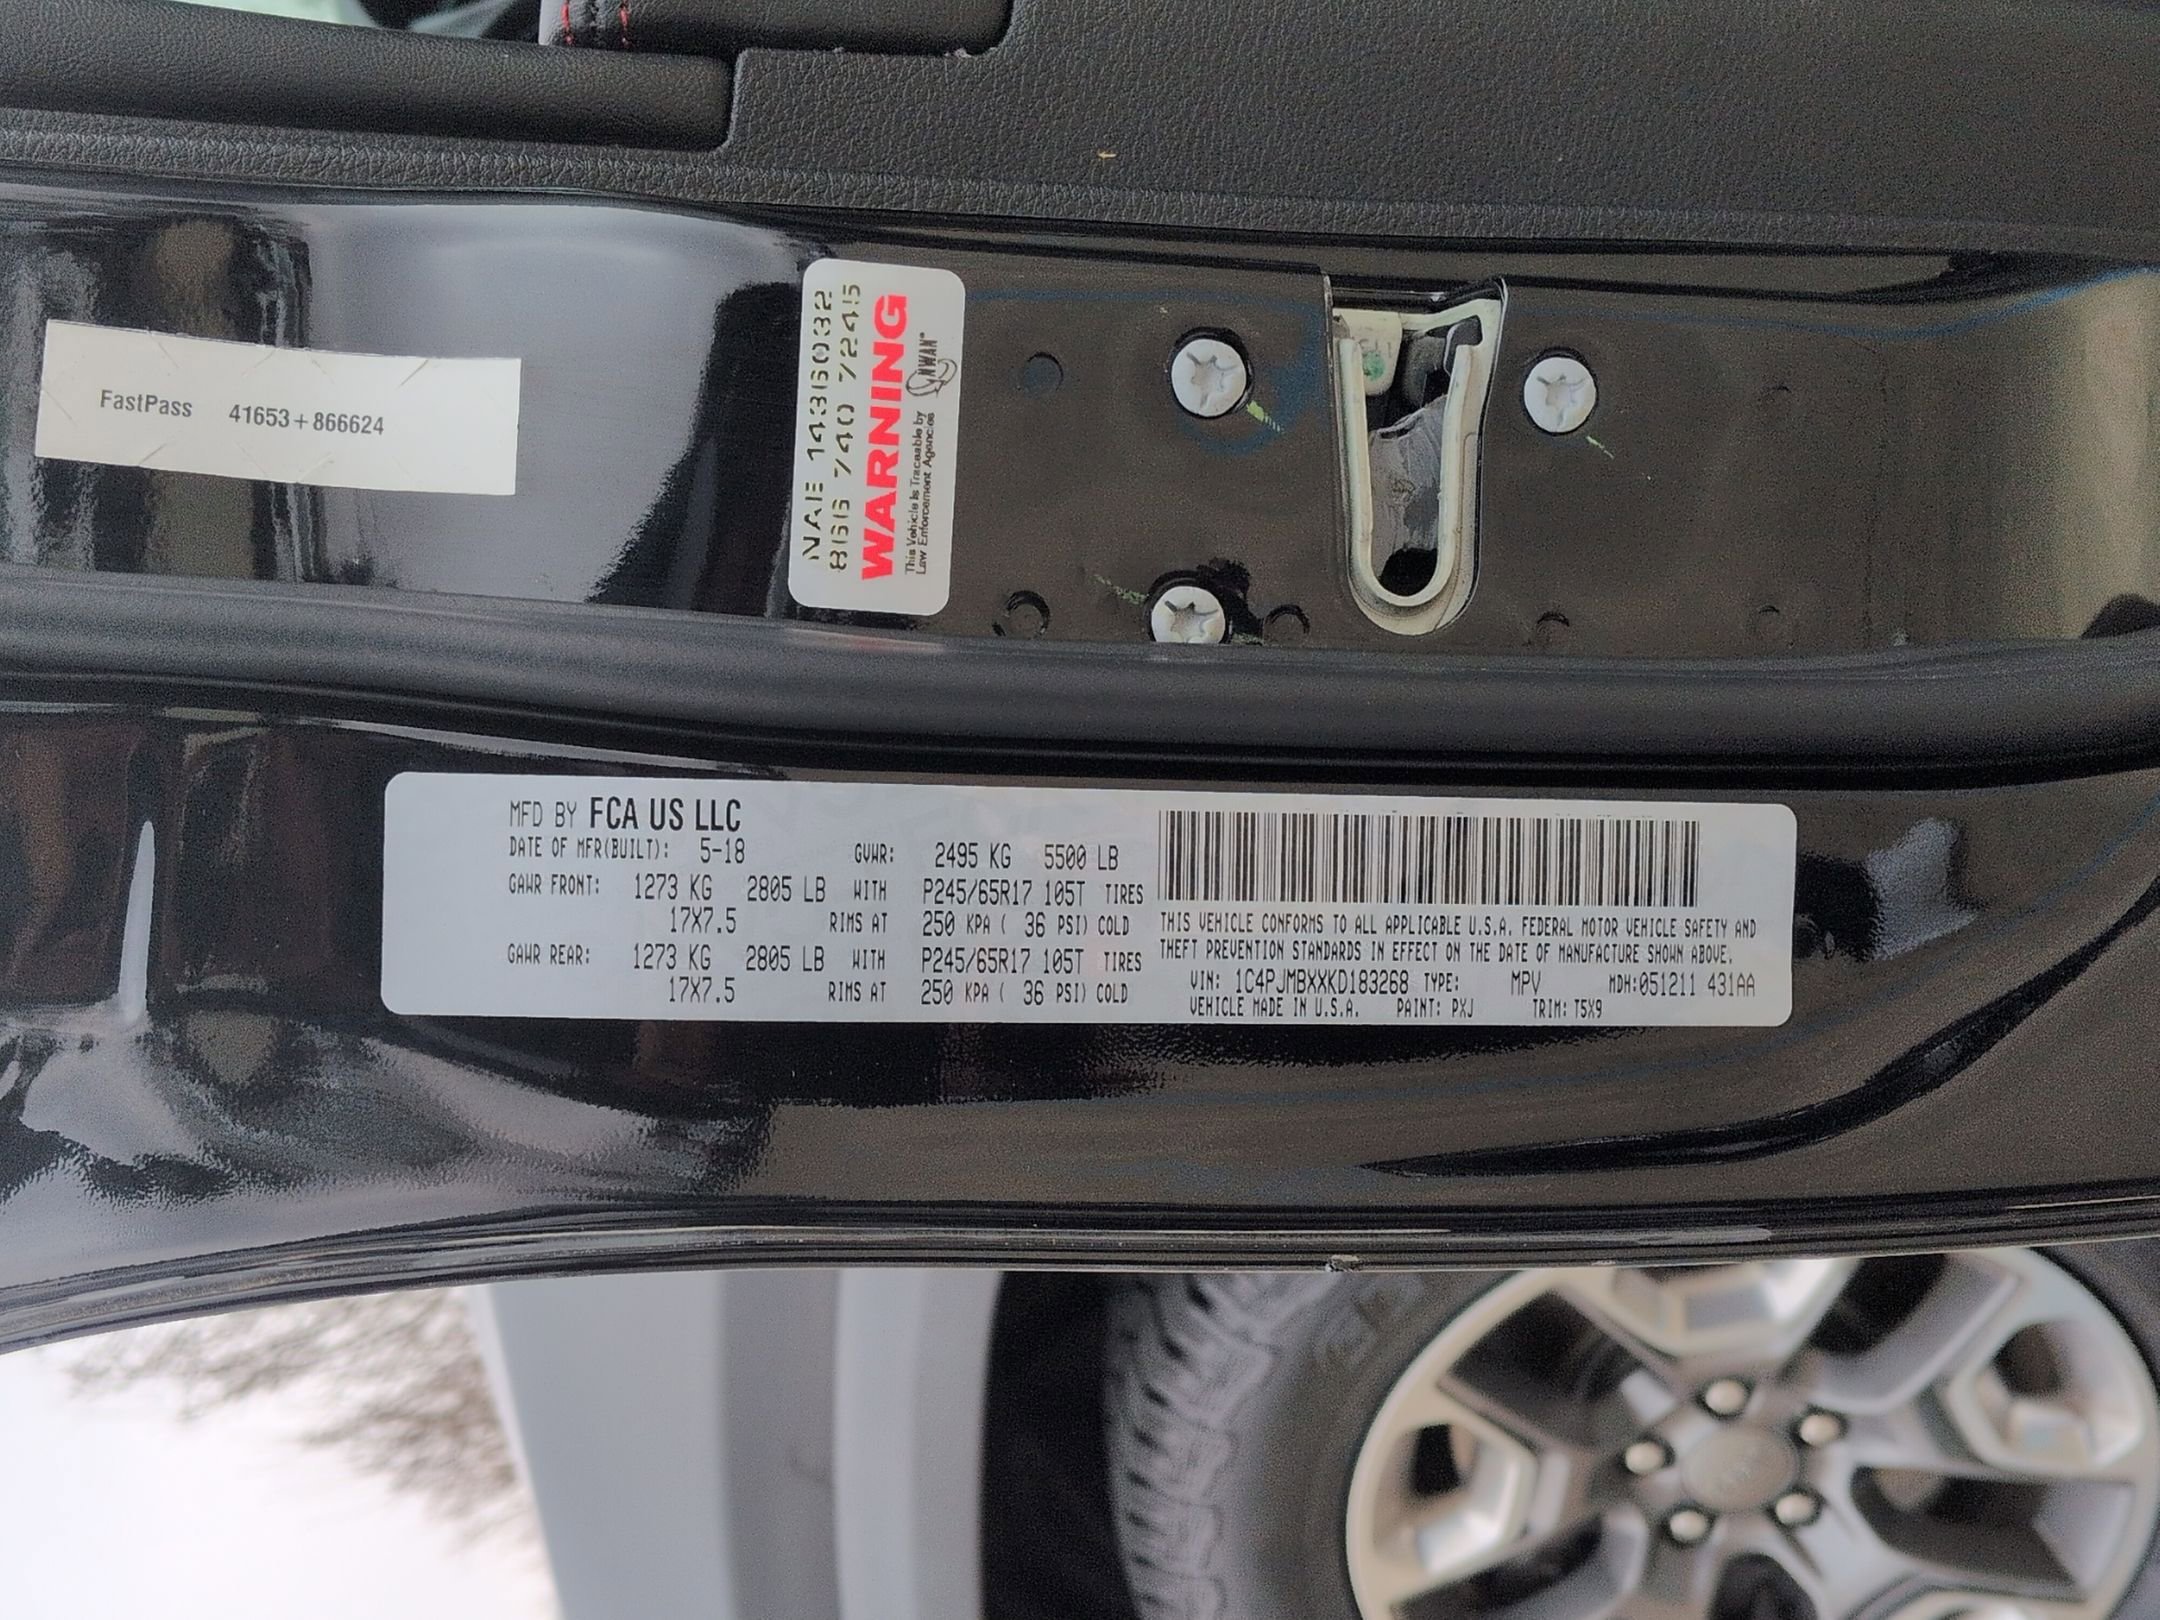 FastPass 41653+866624
NAE 1436032
866 740 7245
WARNING
This Vehicle is Traceable by
Law Enforcement Agencies
NWAN
MFD BY FCA US LLC
DATE OF MFR(BUILT): 5-18 GVWR: 2495 KG 5500 LB
GAWR FRONT: 1273 KG 2805 LB WITH P245/65R17 105T TIRES
17X7.5 RIMS AT 250 KPA ( 36 PSI) COLD
GAWR REAR: 1273 KG 2805 LB WITH P245/65R17 105T TIRES
17X7.5 RIMS AT 250 KPA ( 36 PSI) COLD
THIS VEHICLE CONFORMS TO ALL APPLICABLE U.S.A. FEDERAL MOTOR VEHICLE SAFETY AND
THEFT PREVENTION STANDARDS IN EFFECT ON THE DATE OF MANUFACTURE SHOWN ABOVE.
VIN: 1C4PJMBXXKD183268 TYPE: MPV MDH:051211 431AA
VEHICLE MADE IN U.S.A. PAINT: PXJ TRIM: T5X9